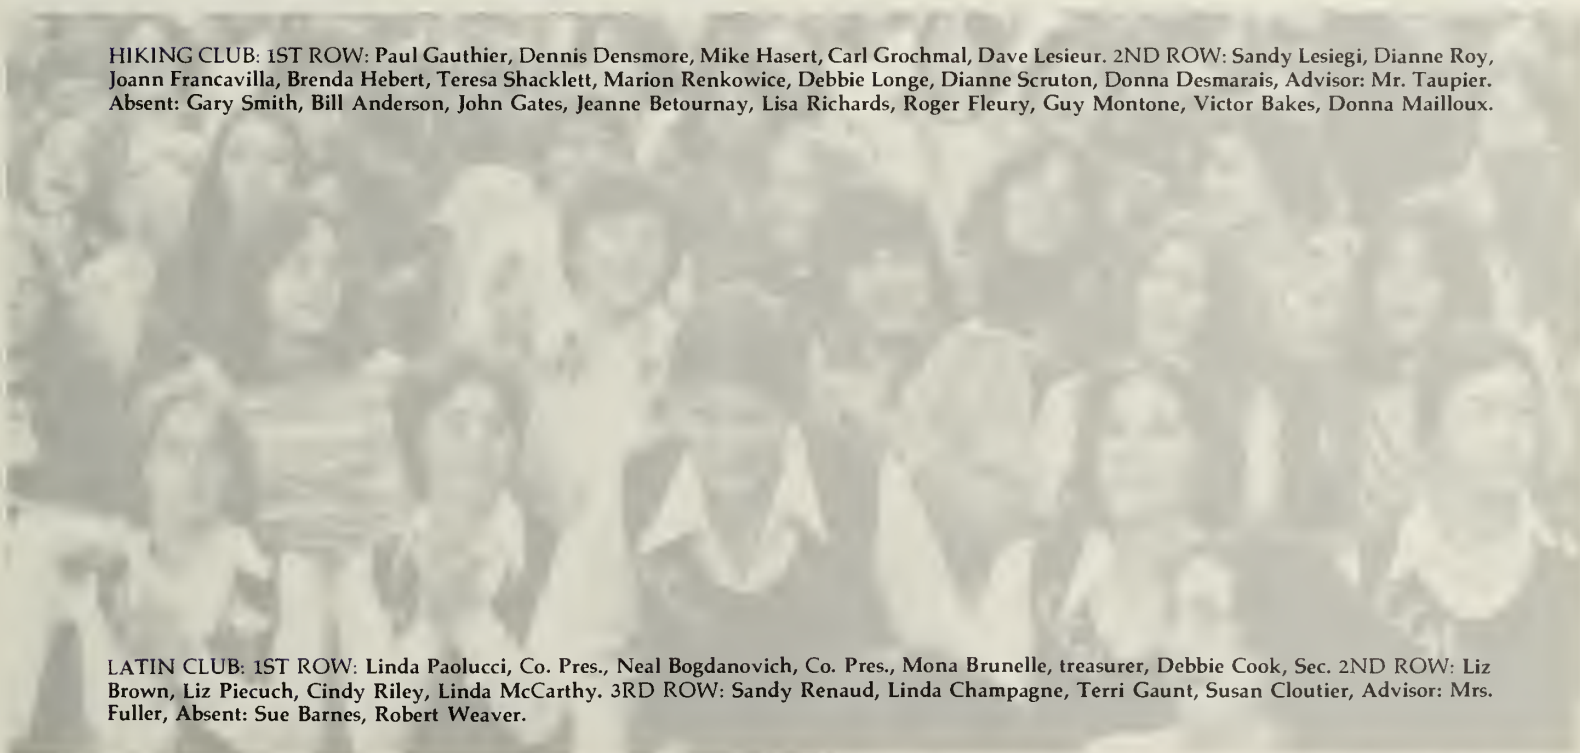 HIKING CLUB: 1ST ROW: Paul Gauthier, Dennis Densmore, Mike Hasert, Carl Grochmal, Dave Lesieur. 2ND ROW: Sandy Lesiegi, Dianne Roy,
Joann Francavilla, Brenda Hebert, Teresa Shacklett, Marion Renkowice, Debbie Longe, Dianne Scruton, Donna Desmarais, Advisor: Mr. Taupier.
Absent: Gary Smith, Bill Anderson, John Gates, Jeanne Betournay, Lisa Richards, Roger Fleury, Guy Montone, Victor Bakes, Donna Mailloux.
LATIN CLUB: 1ST ROW: Linda Paolucci, Co. Pres., Neal Bogdanovich, Co. Pres., Mona Brunelle, treasurer, Debbie Cook, Sec. 2ND ROW: Liz
Brown, Liz Piecuch, Cindy Riley, Linda McCarthy. 3RD ROW: Sandy Renaud, Linda Champagne, Terri Gaunt, Susan Cloutier, Advisor: Mrs.
Fuller, Absent: Sue Barnes, Robert Weaver.